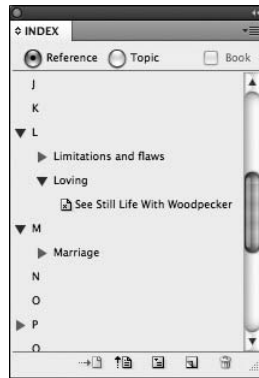 INDEX
Reference Topic Book
J
K
L
Limitations and flaws
Loving
See Still Life With Woodpecker
M
Marriage
N
O
P
Q